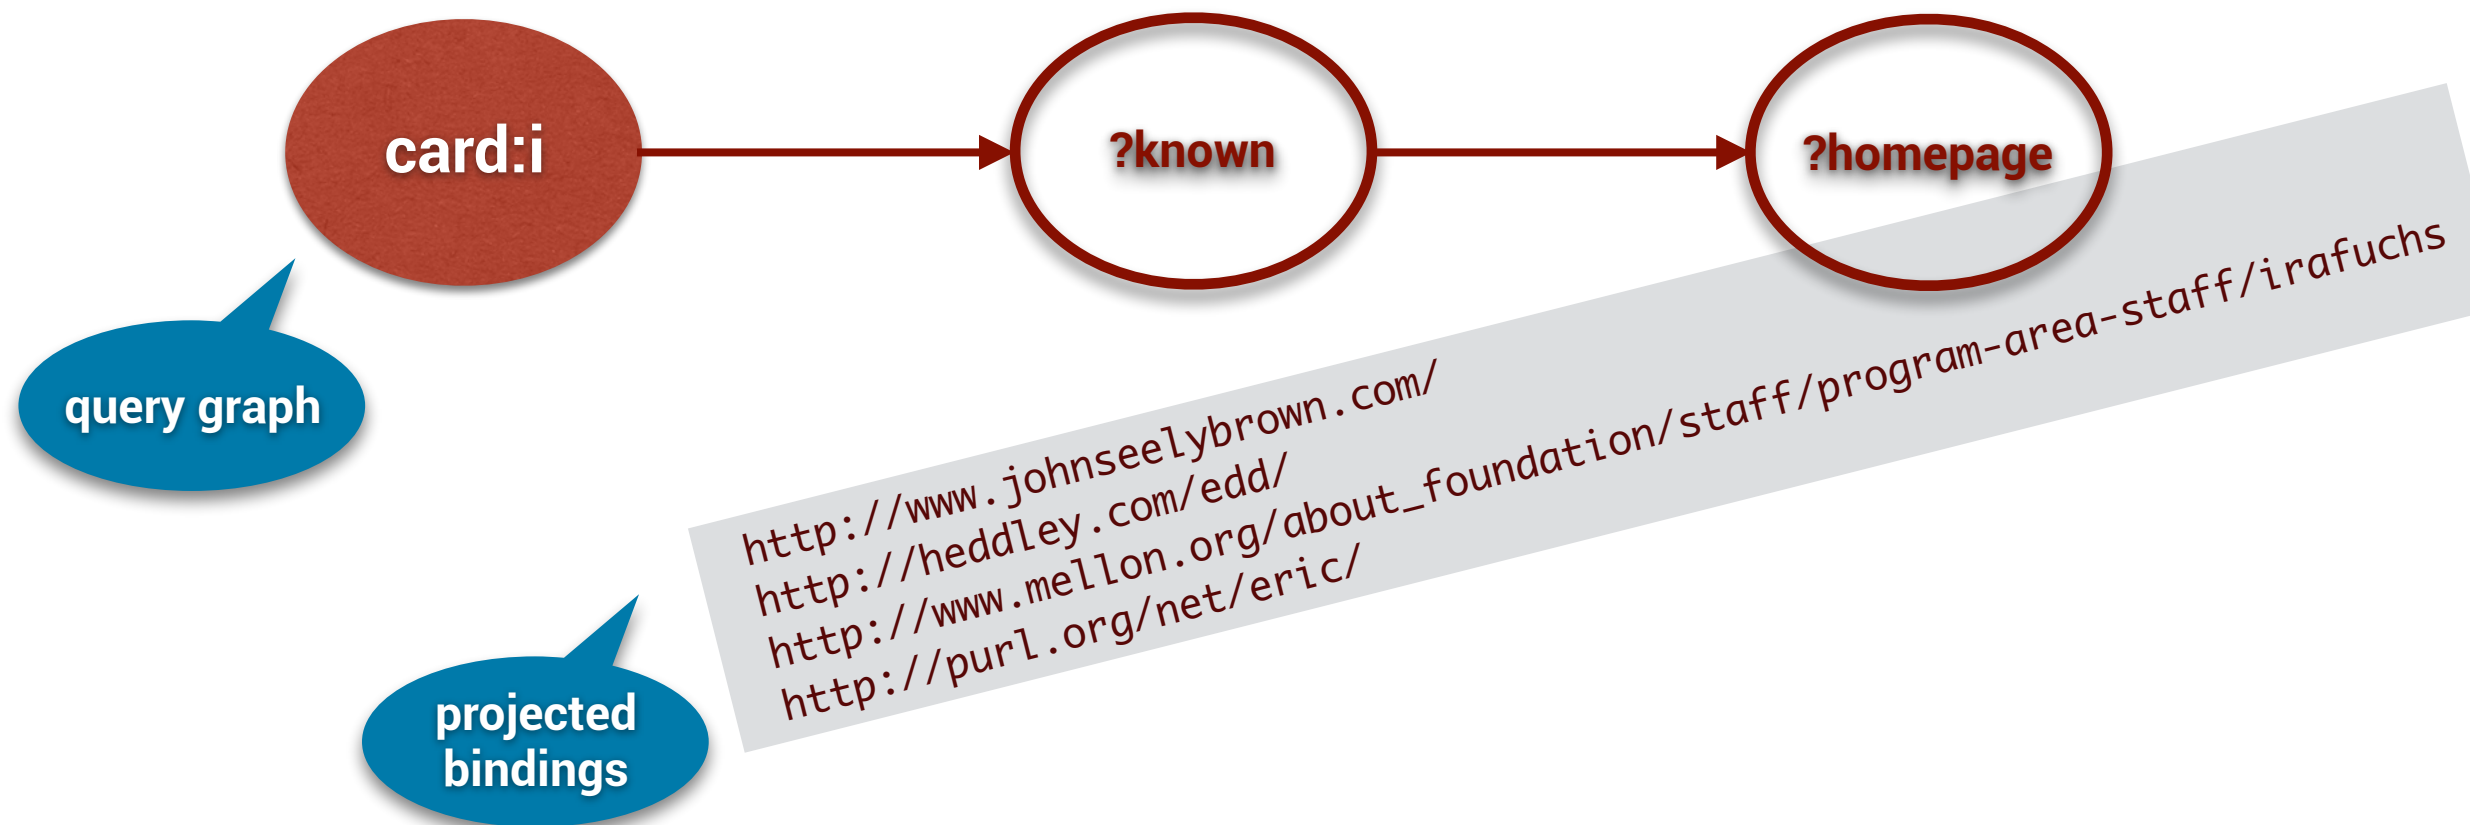 card:i
?known
?homepage
query graph
http://www.johnseelybrown.com/
http://heddley.com/edd/
http://www.mellon.org/about_foundation/staff/program-area-staff/irafuchs
http://purl.org/net/eric/
projected
bindings